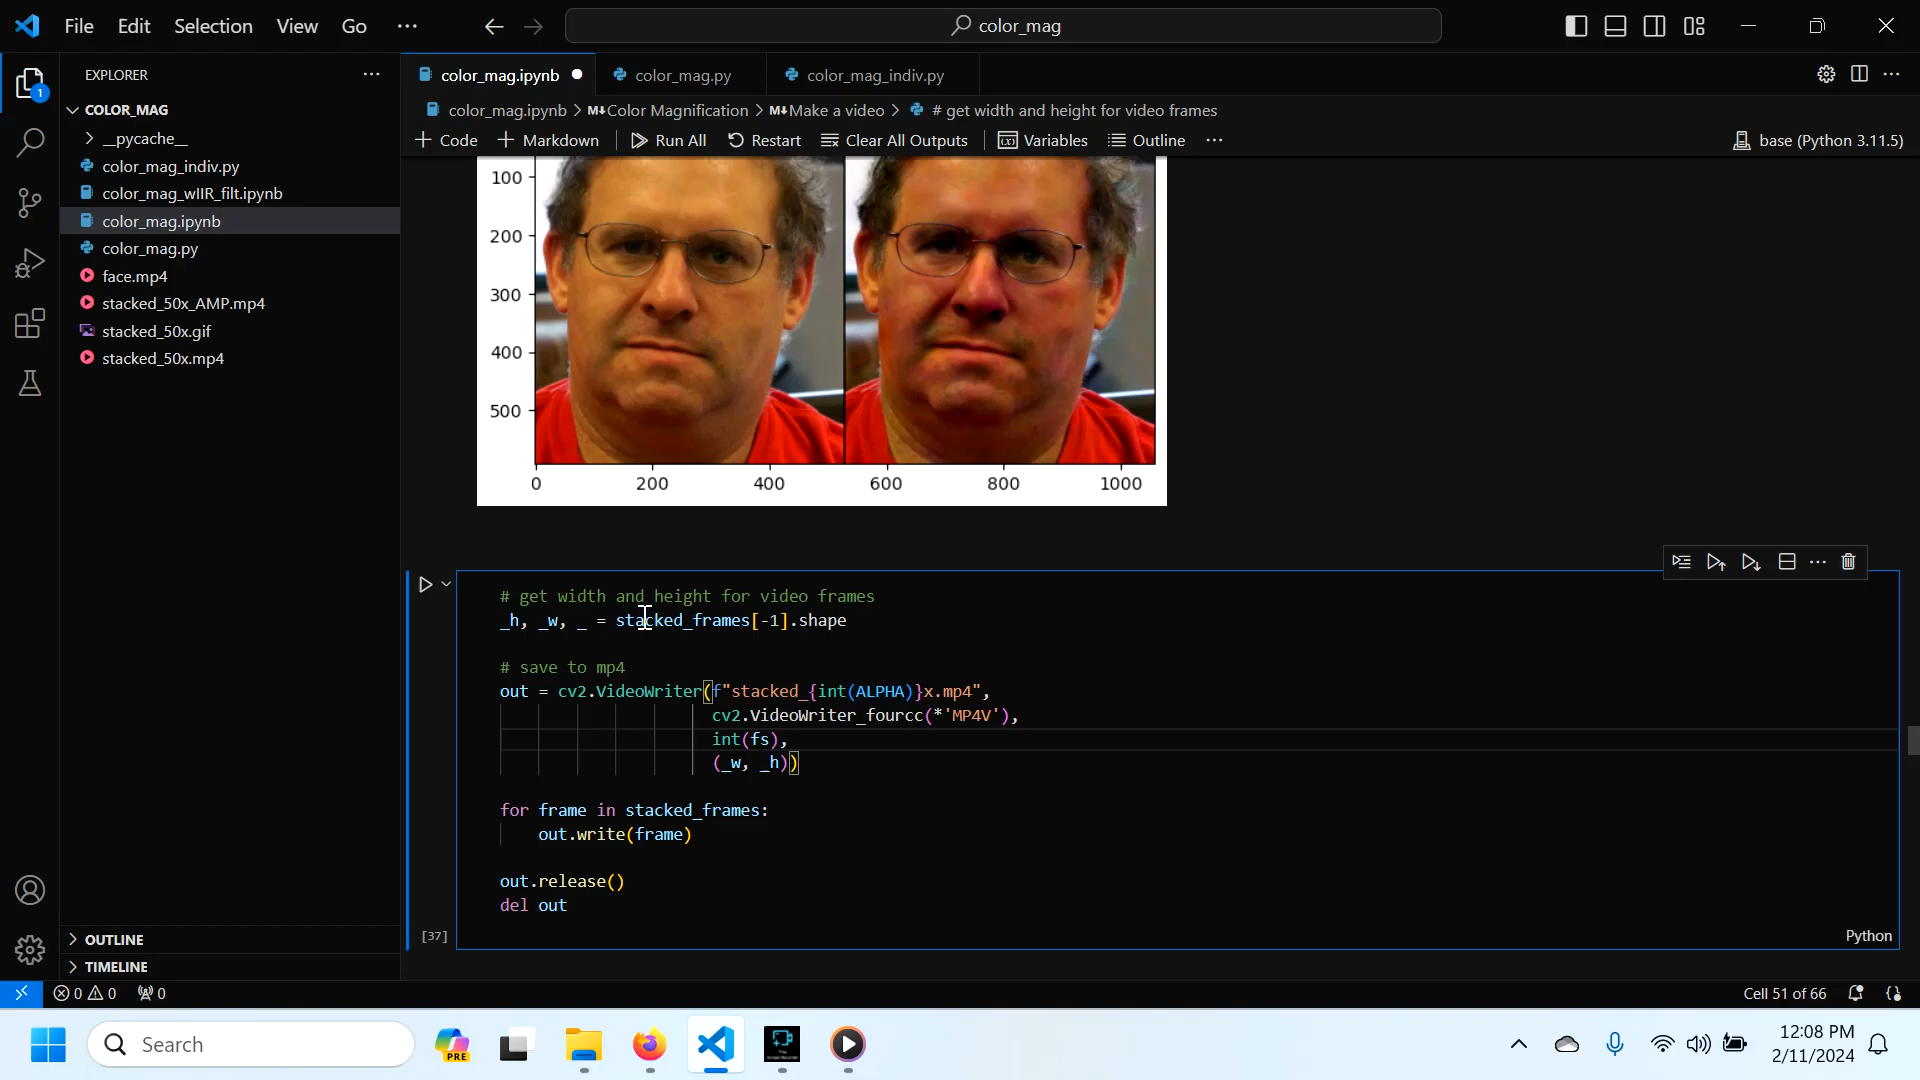 File Edit Selection View Go ···
color_mag
EXPLORER
COLOR_MAG
__pycache__
color_mag_indiv.py
color_mag_wIIR_filt.ipynb
color_mag.ipynb
color_mag.py
face.mp4
stacked_50x_AMP.mp4
stacked_50x.gif
stacked_50x.mp4
OUTLINE
TIMELINE
1
color_mag.ipynb
color_mag.py
color_mag_indiv.py
color_mag.ipynb > M↓Color Magnification > M↓Make a video > # get width and height for video frames
+ Code + Markdown Run All Restart Clear All Outputs Variables Outline ···
base (Python 3.11.5)
100
200
300
400
500
0 200 400 600 800 1000
# get width and height for video frames
_h, _w, _ = stacked_frames[-1].shape
# save to mp4
out = cv2.VideoWriter(f"stacked_{int(ALPHA)}x.mp4",
cv2.VideoWriter_fourcc(*'MP4V'),
int(fs),
(_w, _h))
for frame in stacked_frames:
out.write(frame)
out.release()
del out
[37]
Python
0 0 0
Cell 51 of 66
Search
PRE
12:08 PM
2/11/2024